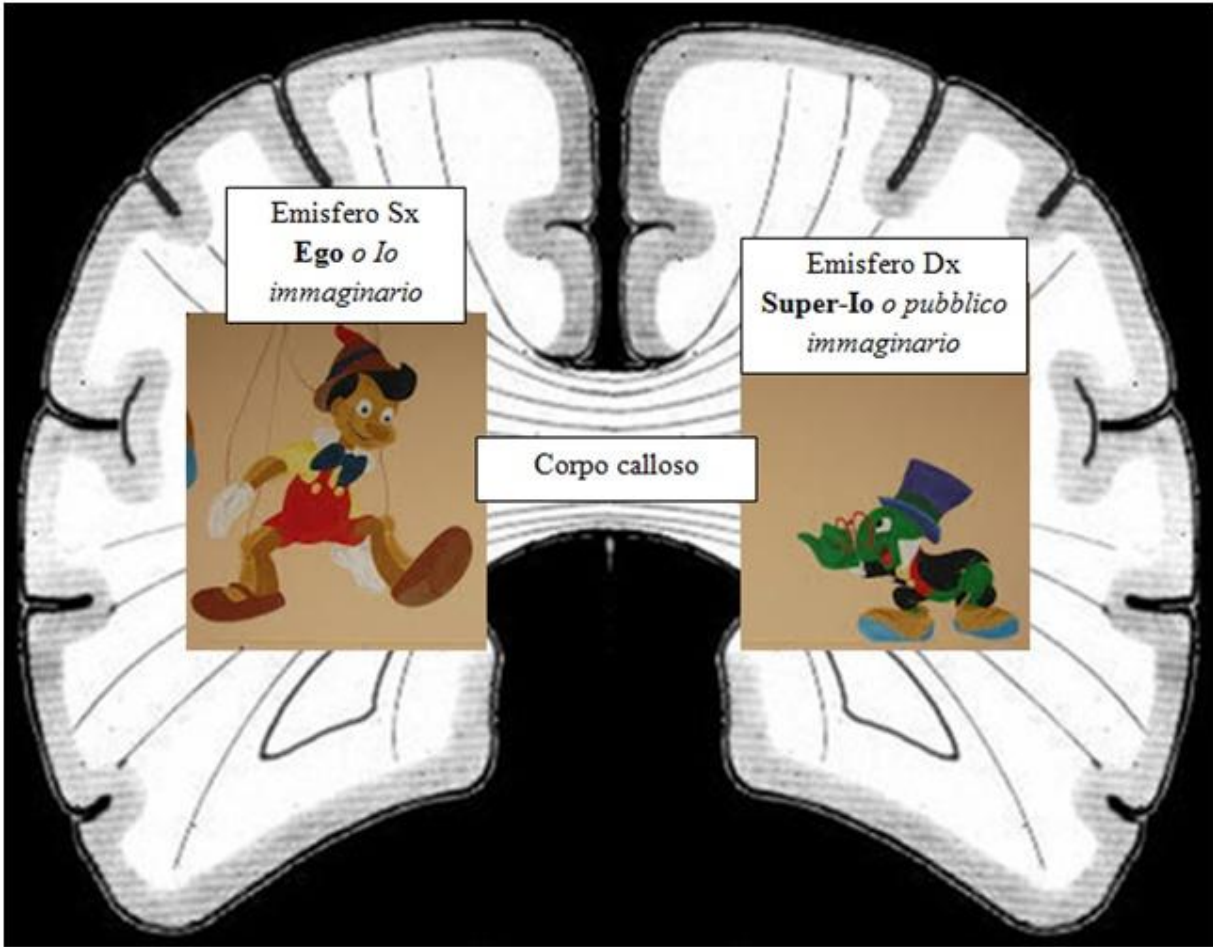 Emisfero Sx
Ego o Io
immaginario
Emisfero Dx
Super-Io o pubblico
immaginario
Corpo calloso